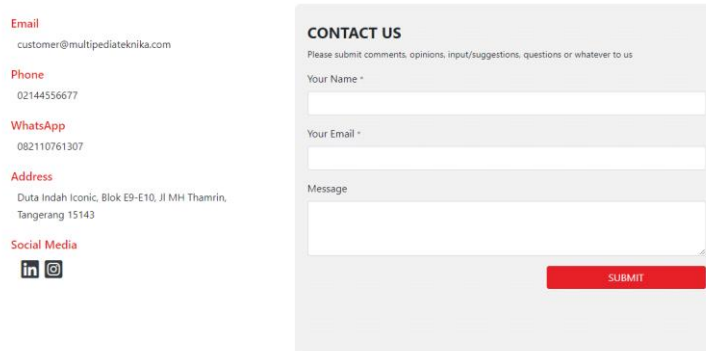 Email
customer@multipediateknika.com
Phone
02144556677
WhatsApp
082110761307
Address
Duta Indah Iconic, Blok E9-E10, Jl MH Thamrin,
Tangerang 15143
Social Media
in
CONTACT US
Please submit comments, opinions, input/suggestions, questions or whatever to us
Your Name *
Your Email *
Message
SUBMIT